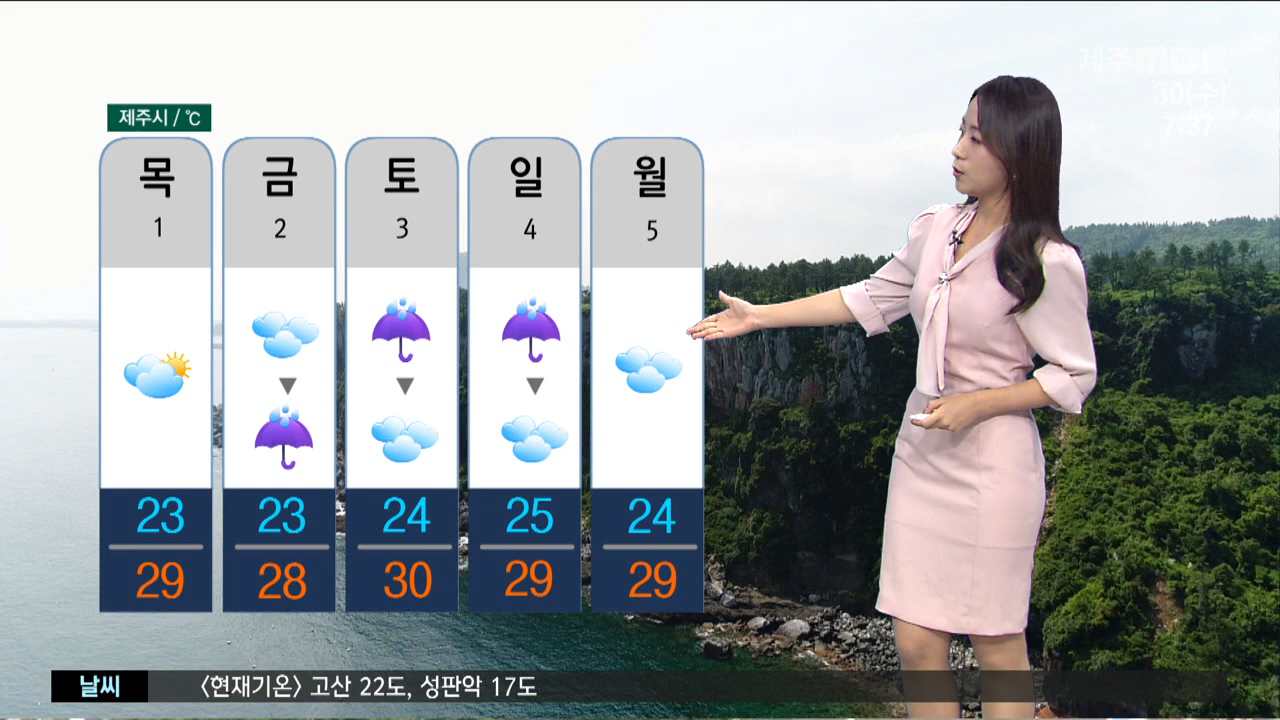 제주MBC
30(수)
7:37
제주시 / ℃
목 금 토 일 월
1 2 3 4 5
23 23 24 25 24
29 28 30 29 29
날씨 〈현재기온〉 고산 22도, 성판악 17도